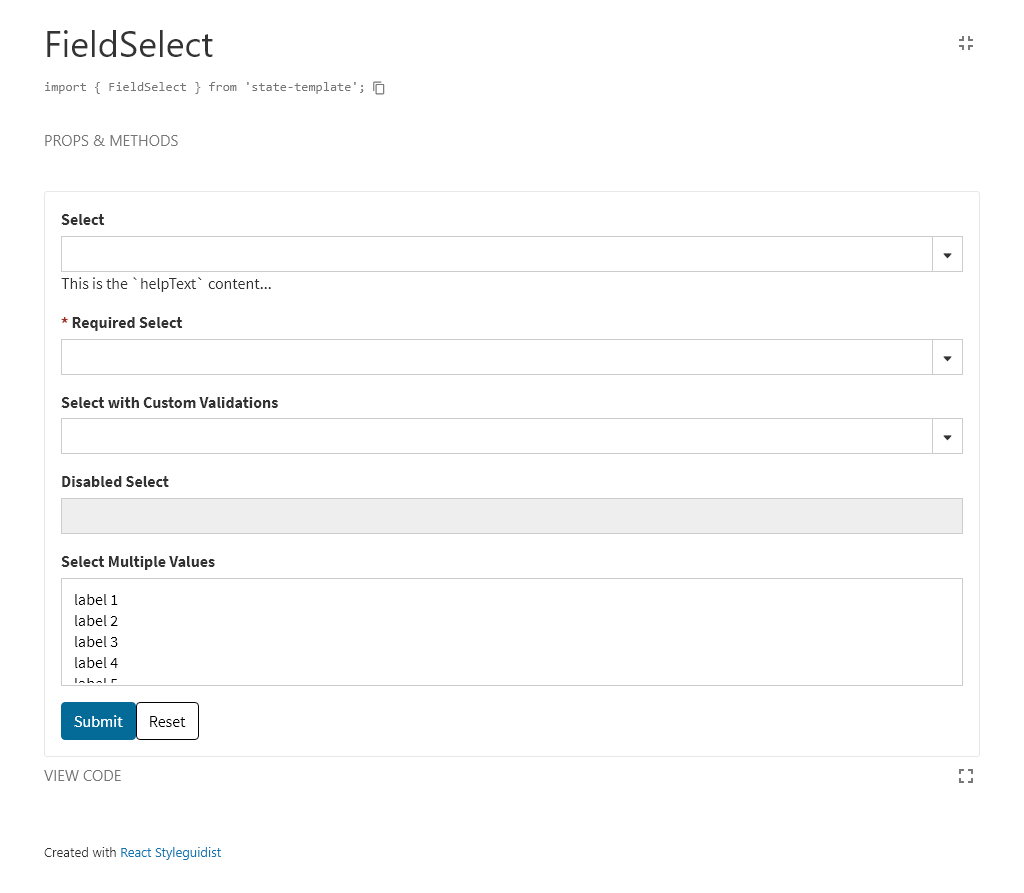 FieldSelect
import { FieldSelect } from 'state-template';
PROPS & METHODS
Select
This is the `helpText` content...
* Required Select
Select with Custom Validations
Disabled Select
Select Multiple Values
label 1
label 2
label 3
label 4
label 5
Submit Reset
VIEW CODE
Created with React Styleguidist